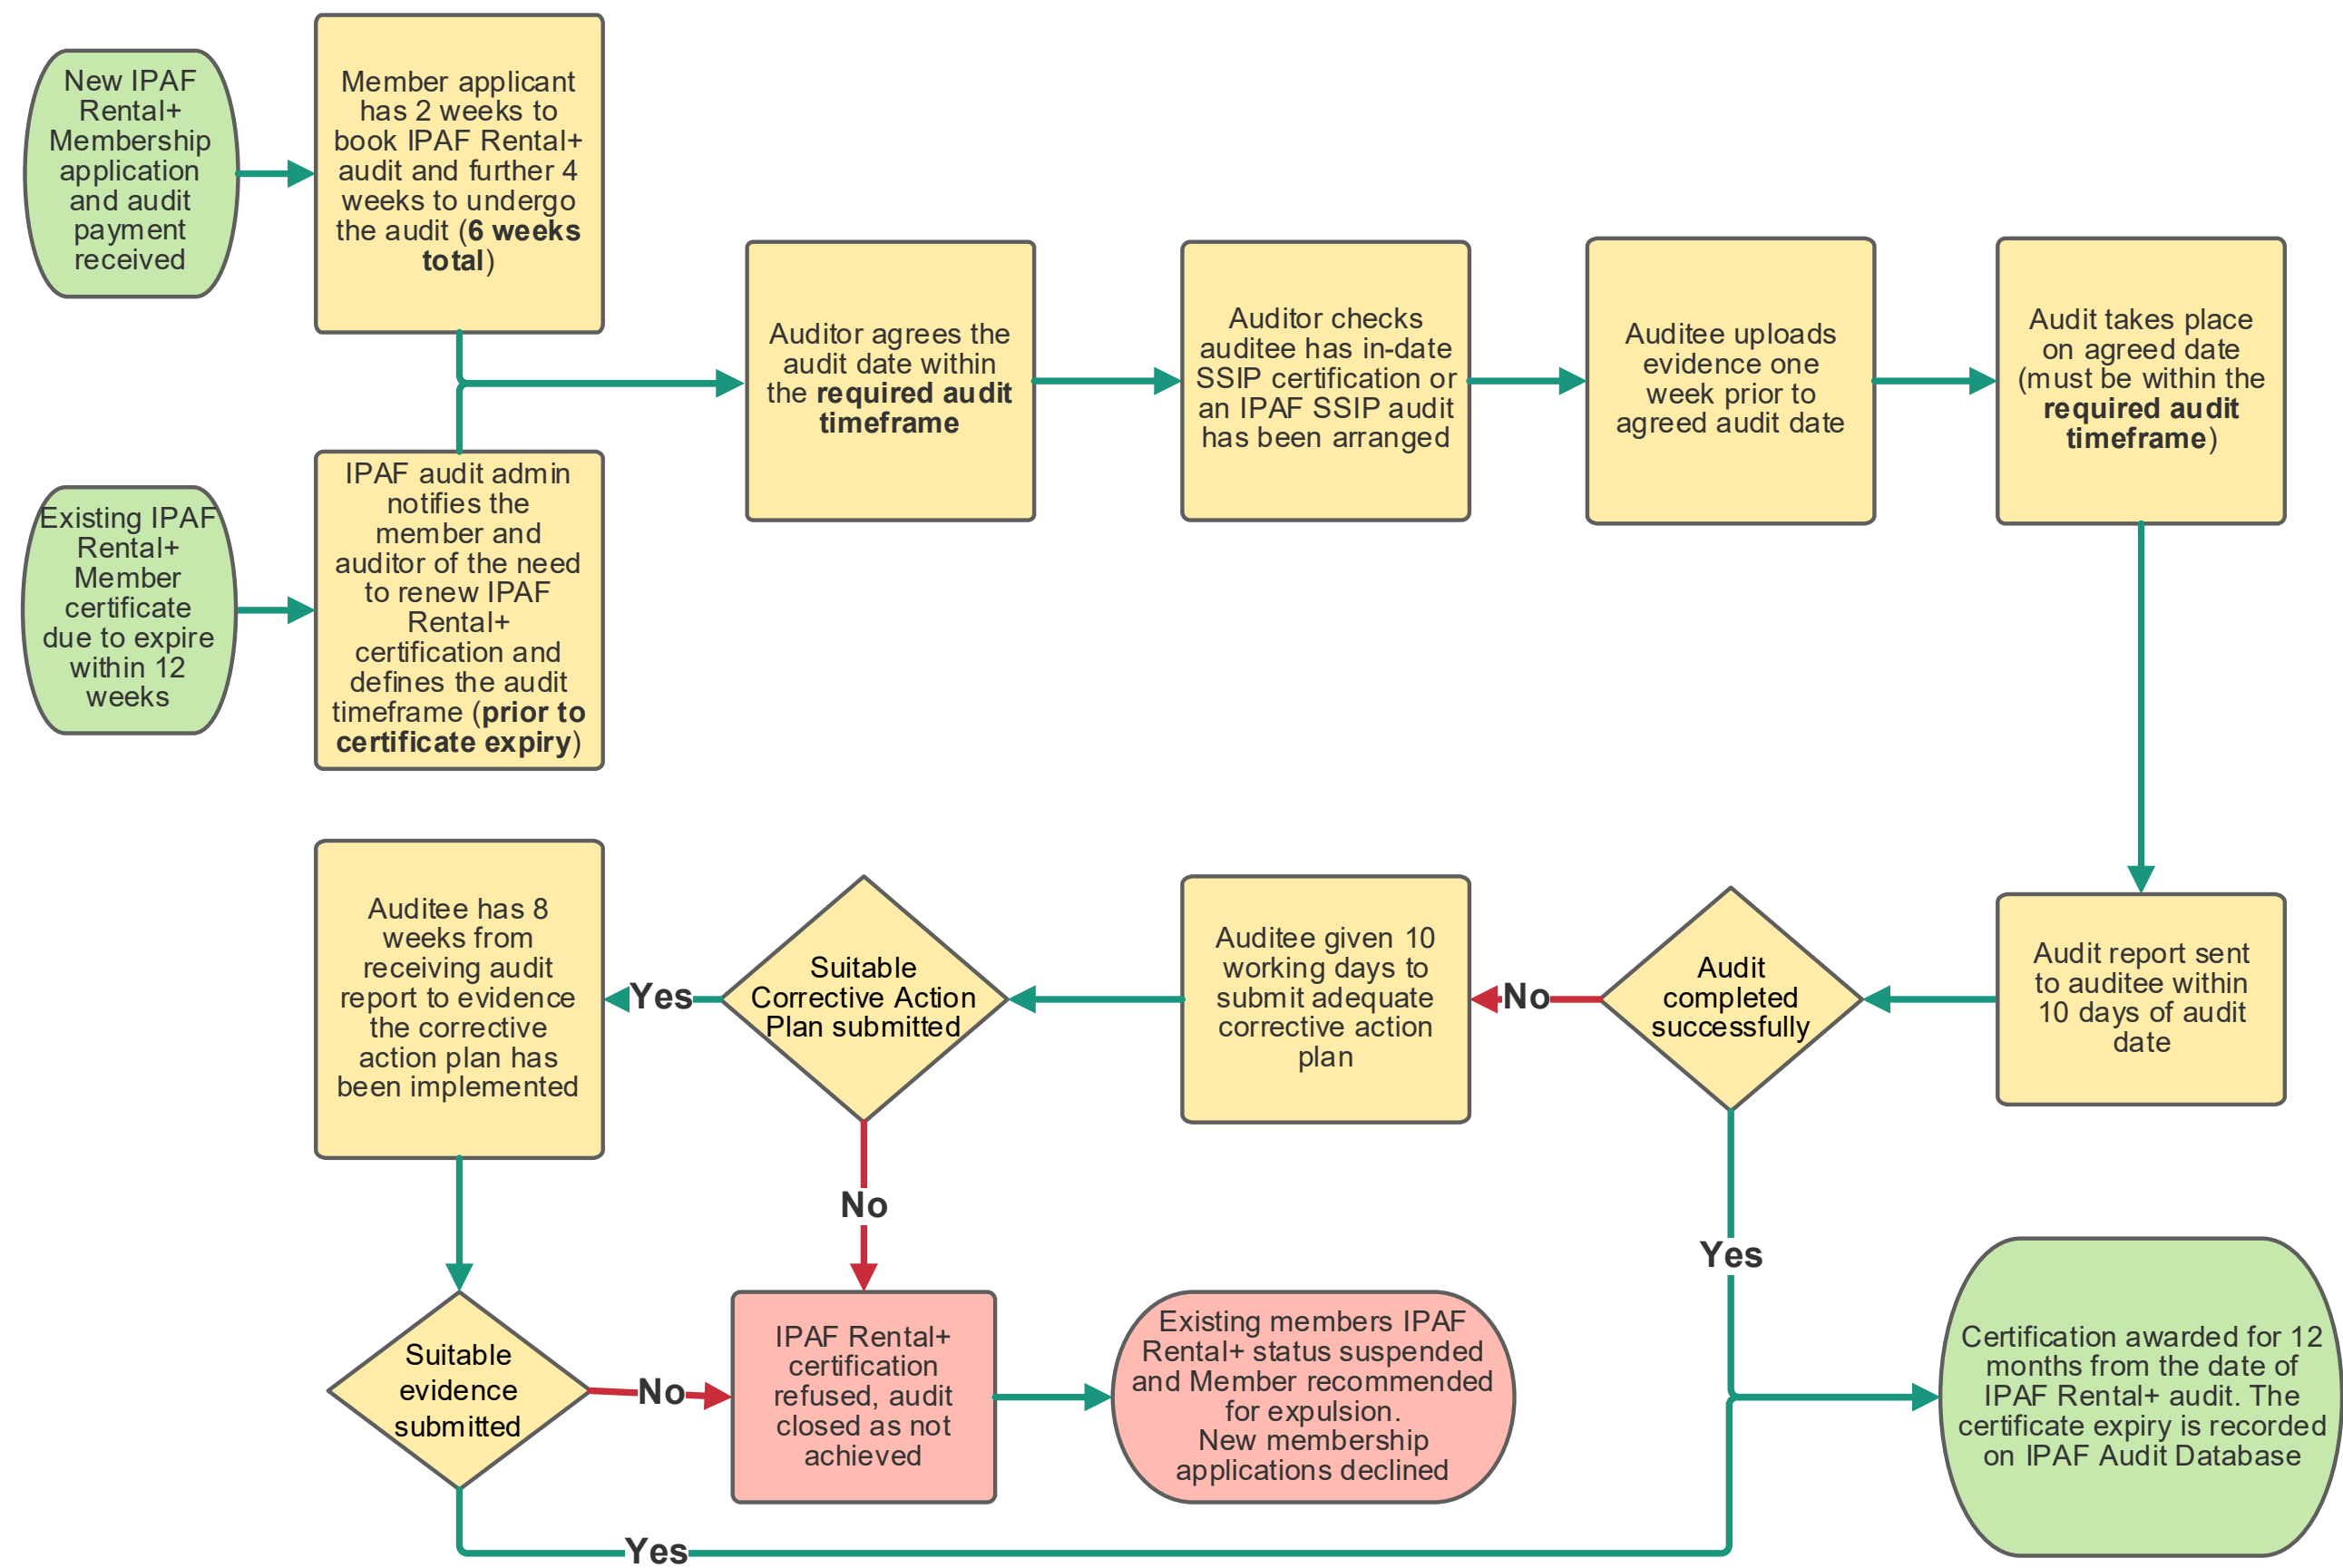 New IPAF
Rental+
Membership
application
and audit
payment
received
Member applicant
has 2 weeks to
book IPAF Rental+
audit and further 4
weeks to undergo
the audit (6 weeks
total)
Existing IPAF
Rental+
Member
certificate
due to expire
within 12
weeks
IPAF audit admin
notifies the
member and
auditor of the need
to renew IPAF
Rental+
certification and
defines the audit
timeframe (prior to
certificate expiry)
Auditor agrees the
audit date within
the required audit
timeframe
Auditor checks
auditee has in-date
SSIP certification or
an IPAF SSIP audit
has been arranged
Auditee uploads
evidence one
week prior to
agreed audit date
Audit takes place
on agreed date
(must be within the
required audit
timeframe)
Audit report sent
to auditee within
10 days of audit
date
Audit
completed
successfully
No
Auditee given 10
working days to
submit adequate
corrective action
plan
Suitable
Corrective Action
Plan submitted
Yes
Auditee has 8
weeks from
receiving audit
report to evidence
the corrective
action plan has
been implemented
No
Yes
Suitable
evidence
submitted
No
IPAF Rental+
certification
refused, audit
closed as not
achieved
Existing members IPAF
Rental+ status suspended
and Member recommended
for expulsion.
New membership
applications declined
Certification awarded for 12
months from the date of
IPAF Rental+ audit. The
certificate expiry is recorded
on IPAF Audit Database
Yes